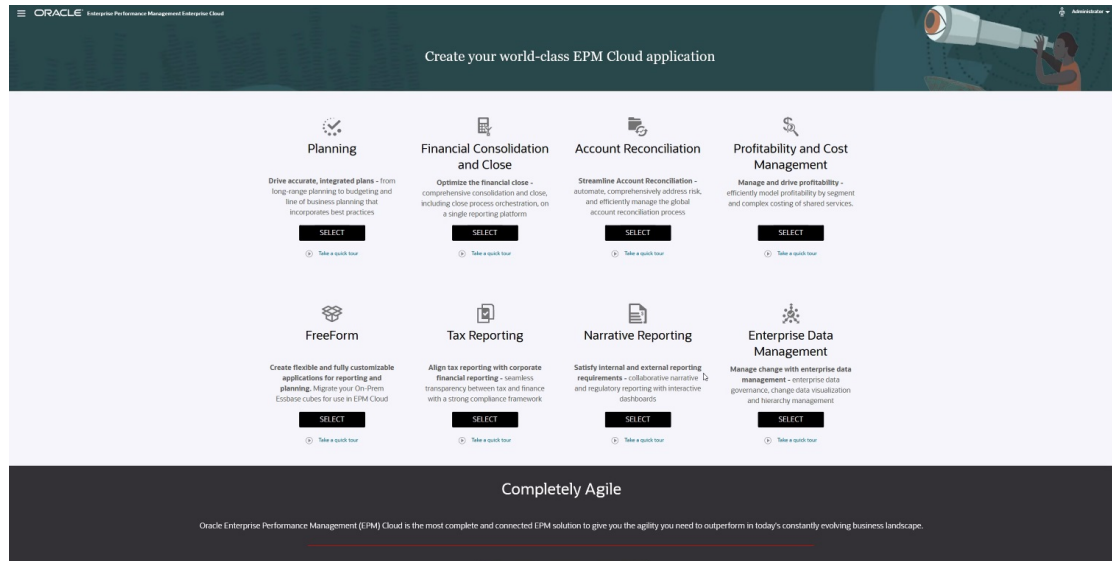 ORACLE Enterprise Performance Management Enterprise Cloud
Administrator
Create your world-class EPM Cloud application
Planning
Drive accurate, integrated plans - from
long-range planning to budgeting and
line of business planning that
incorporates best practices
SELECT
Take a quick tour
Financial Consolidation
and Close
Optimize the financial close -
comprehensive consolidation and close,
including close process orchestration, on
a single reporting platform
SELECT
Take a quick tour
Account Reconciliation
Streamline Account Reconciliation -
automate, comprehensively address risk,
and efficiently manage the global
account reconciliation process
SELECT
Take a quick tour
Profitability and Cost
Management
Manage and drive profitability -
efficiently model profitability by segment
and complex costing of shared services.
SELECT
Take a quick tour
FreeForm
Create flexible and fully customizable
applications for reporting and
planning. Migrate your On-Prem
Essbase cubes for use in EPM Cloud
SELECT
Take a quick tour
Tax Reporting
Align tax reporting with corporate
financial reporting - seamless
transparency between tax and finance
with a strong compliance framework
SELECT
Take a quick tour
Narrative Reporting
Satisfy internal and external reporting
requirements - collaborative narrative
and regulatory reporting with interactive
dashboards
SELECT
Take a quick tour
Enterprise Data
Management
Manage change with enterprise data
management - enterprise data
governance, change data visualization
and hierarchy management
SELECT
Take a quick tour
Completely Agile
Oracle Enterprise Performance Management (EPM) Cloud is the most complete and connected EPM solution to give you the agility you need to outperform in today's constantly evolving business landscape.